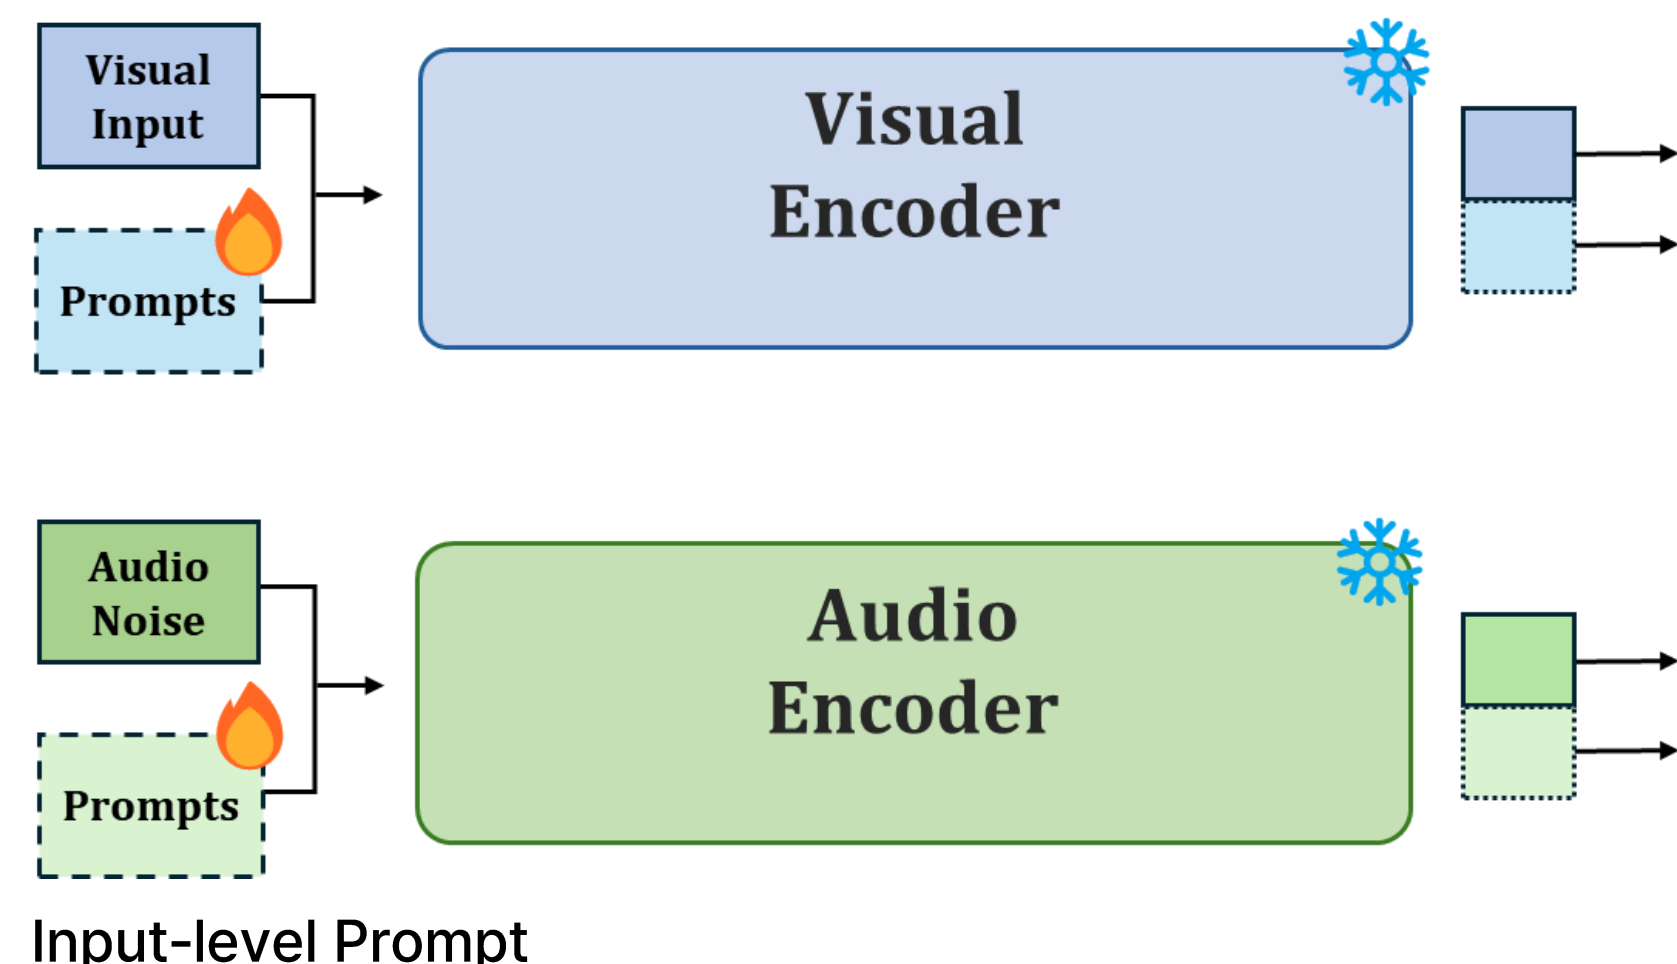 Visual
Input
Prompts
Visual
Encoder
Audio
Noise
Prompts
Audio
Encoder
Input-level Prompt